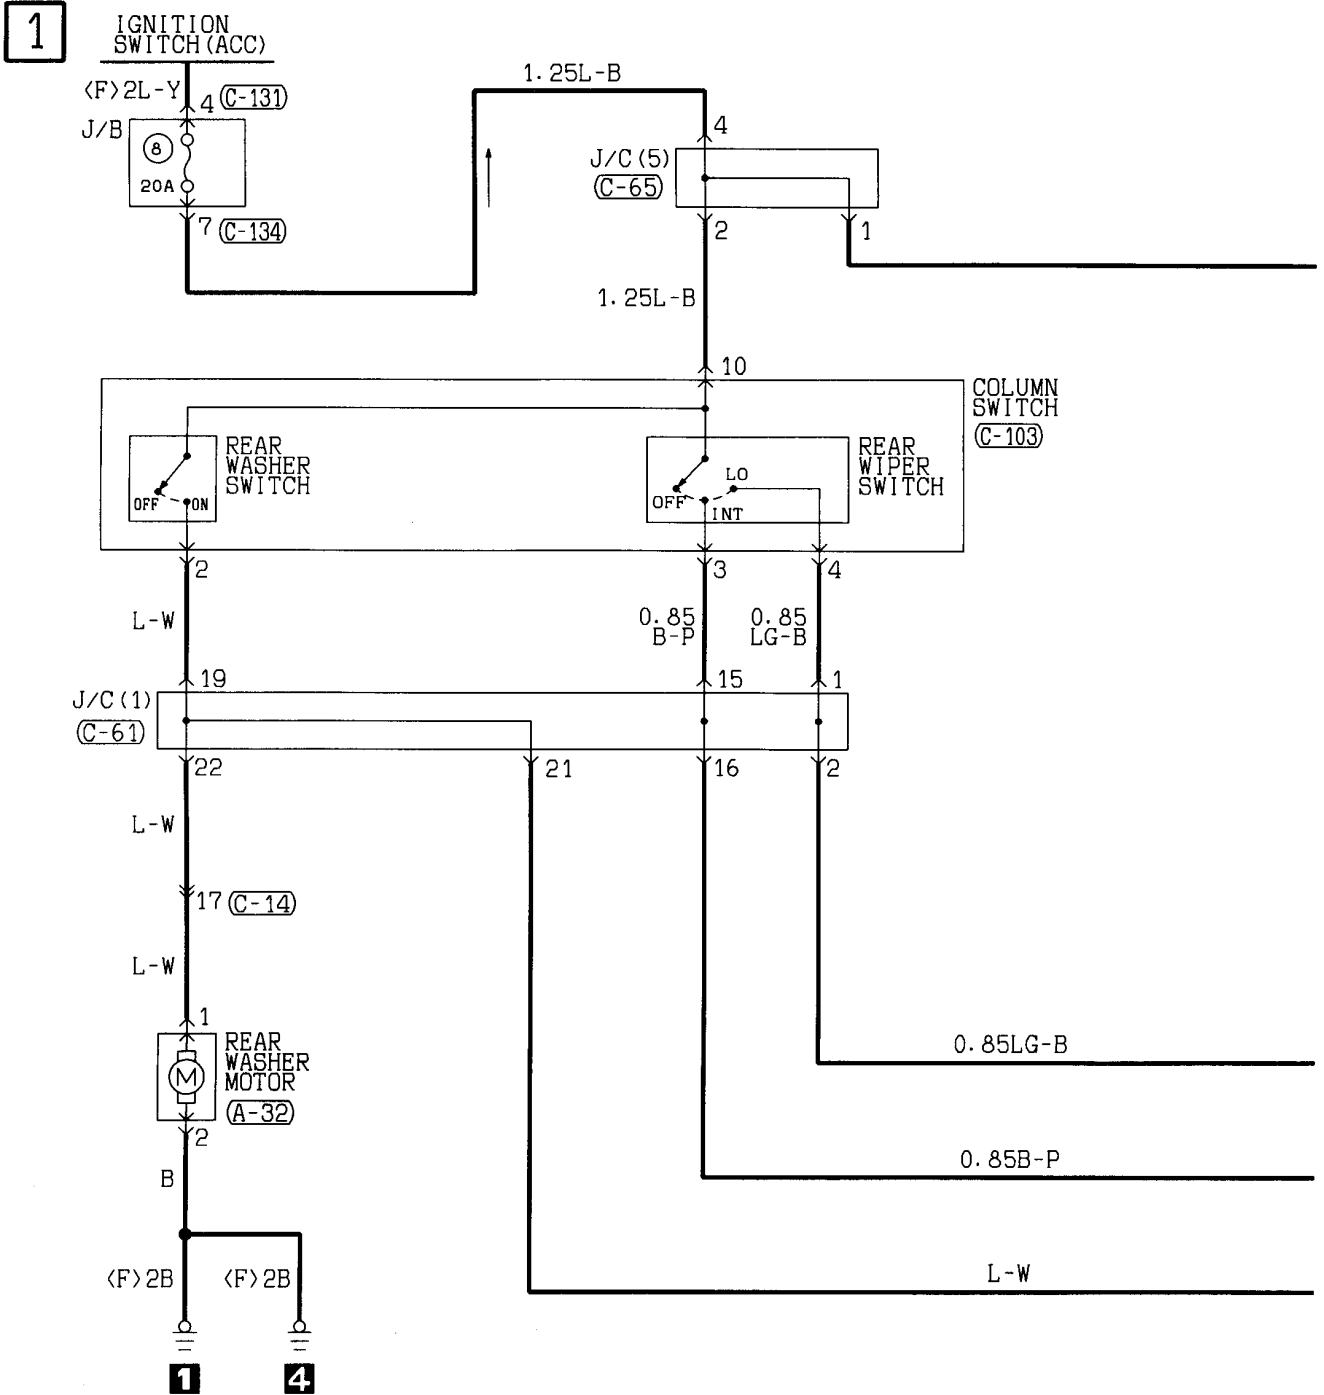 1
IGNITION
SWITCH(ACC)
<F>2L-Y
4
C-131
J/B
8
20A
7
C-134
1.25L-B
4
J/C(5)
C-65
2
1
1.25L-B
10
COLUMN
SWITCH
C-103
REAR
WASHER
SWITCH
OFF
ON
REAR
WIPER
SWITCH
LO
OFF
INT
2
3
4
L-W
0.85
B-P
0.85
LG-B
19
15
1
J/C(1)
C-61
22
21
16
2
L-W
17
C-14
L-W
1
REAR
WASHER
MOTOR
M
A-32
2
0.85LG-B
B
0.85B-P
<F>2B
<F>2B
L-W
1
4